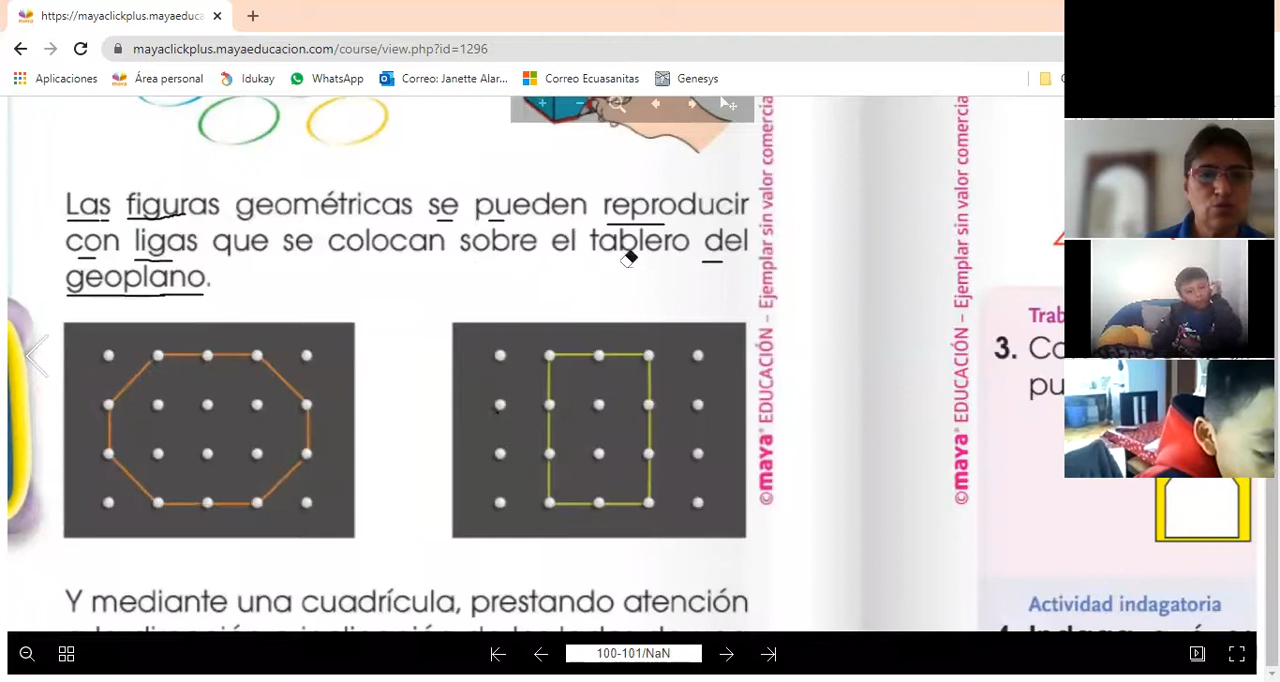 https://mayaclickplus.mayaeduca
mayaclickplus.mayaeducacion.com/course/view.php?id=1296
Aplicaciones
Área personal
Idukay
WhatsApp
Correo: Janette Alar...
Correo Ecuasanitas
Genesys
Las figuras geométricas se pueden reproducir
con ligas que se colocan sobre el tablero del
geoplano.
Y mediante una cuadrícula, prestando atención
©maya® EDUCACIÓN – Ejemplar sin valor comercia
©maya® EDUCACIÓN – Ejemplar sin valor comercia
Trab
3. Co
pu
Actividad indagatoria
100-101/NaN